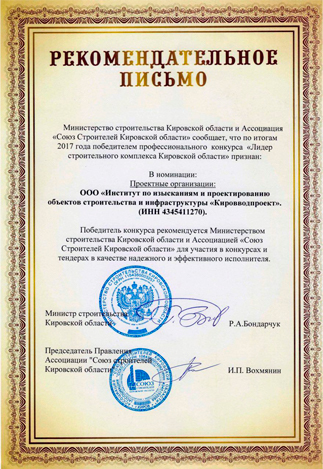 РЕКОМЕНДАТЕЛЬНОЕ
ПИСЬМО
Министерство строительства Кировской области и Ассоциация
«Союз Строителей Кировской области» сообщает, что по итогам
2017 года победителем профессионального конкурса «Лидер
строительного комплекса Кировской области» признан:
В номинации:
Проектные организации:
ООО «Институт по изысканиям и проектированию
объектов строительства и инфраструктуры «Кировводпроект».
(ИНН 4345411270).
Победитель конкурса рекомендуется Министерством
строительства Кировской области и Ассоциацией «Союз
Строителей Кировской области» для участия в конкурсах и
тендерах в качестве надежного и эффективного исполнителя.
Министр строительства
Кировской области
Р.А.Бондарчук
Председатель Правления
Ассоциации "Союз строителей
Кировской области"
И.П. Вохмянин
СОЮЗ